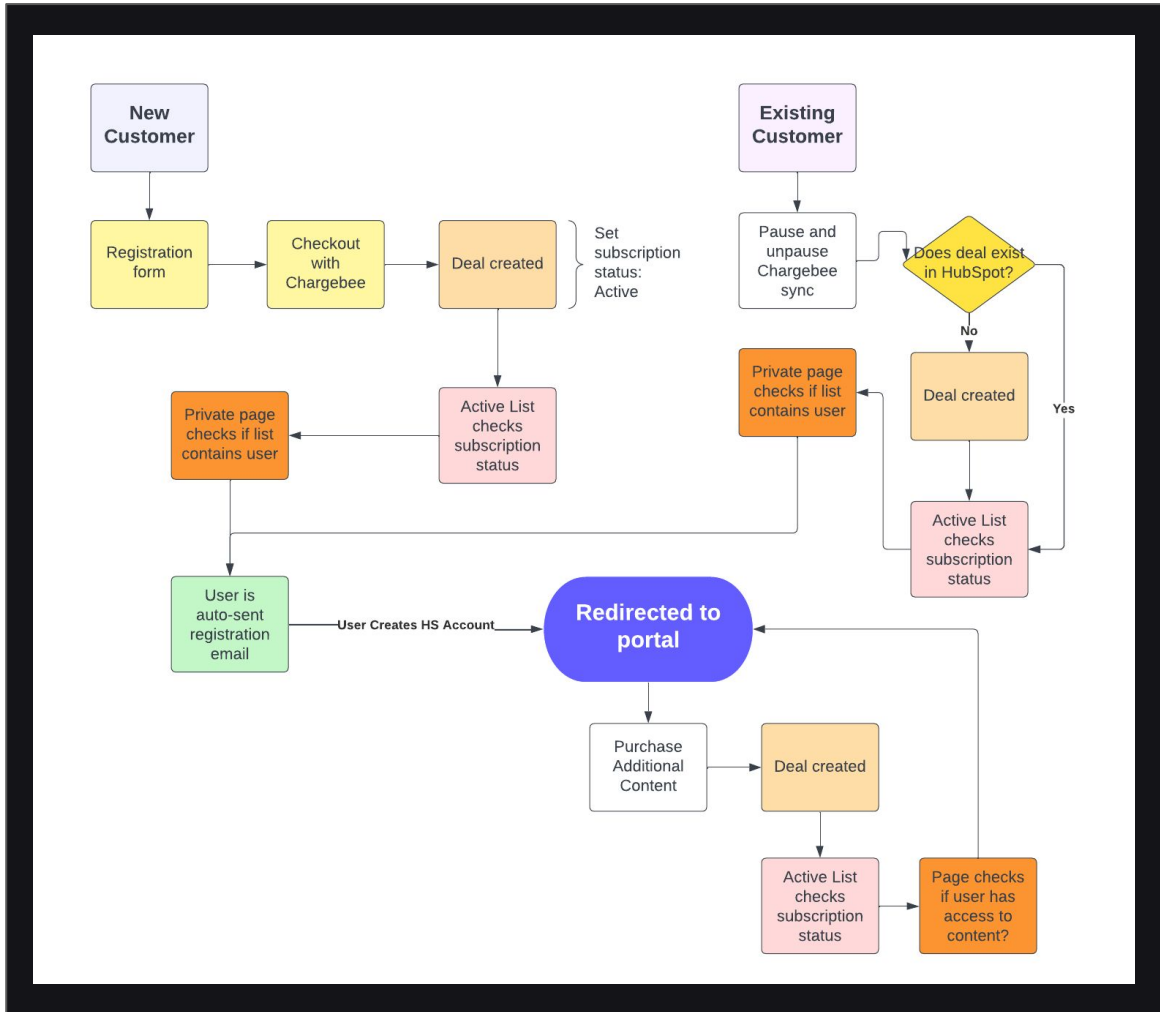 New
Customer
Existing
Customer
Registration
form
Checkout
with
Chargebee
Deal created
Set
subscription
status:
Active
Pause and
unpause
Chargebee
sync
Does deal exist
in HubSpot?
No
Yes
Private page
checks if list
contains user
Active List
checks
subscription
status
Private page
checks if list
contains user
Deal created
Active List
checks
subscription
status
User is
auto-sent
registration
email
User Creates HS Account
Redirected to
portal
Purchase
Additional
Content
Deal created
Active List
checks
subscription
status
Page checks
if user has
access to
content?